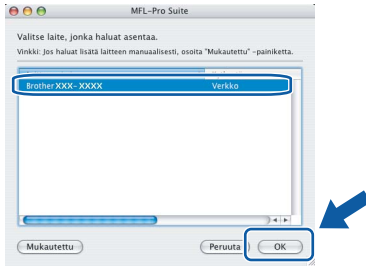 MFL-Pro Suite
Valitse laite, jonka haluat asentaa.
Vinkki: Jos haluat lisätä laitteen manuaalisesti, osoita "Mukautettu" -painiketta.
Brother XXX-XXXX Verkko
Mukautettu Peruuta OK